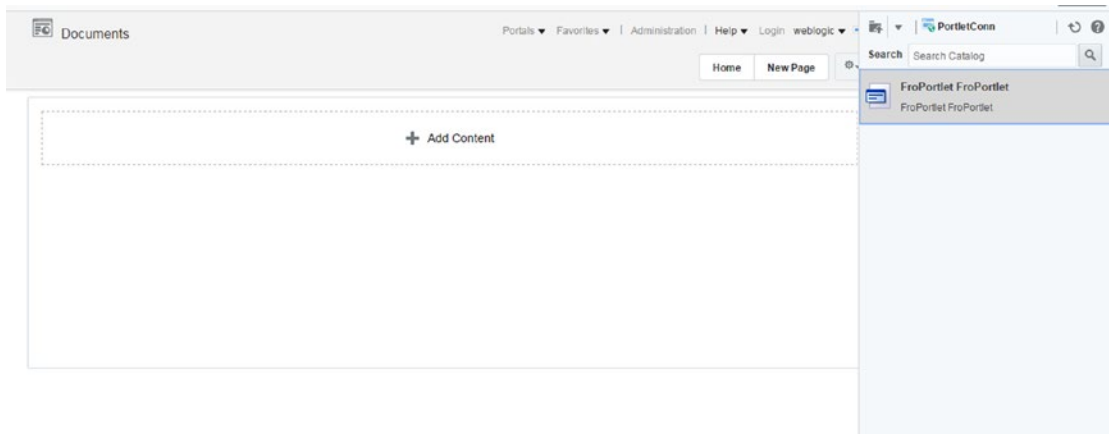 Documents
Portals Favorites | Administration | Help Login weblogic
Home New Page
Add Content
PortletConn
Search Search Catalog
FroPortlet FroPortlet
FroPortlet FroPortlet